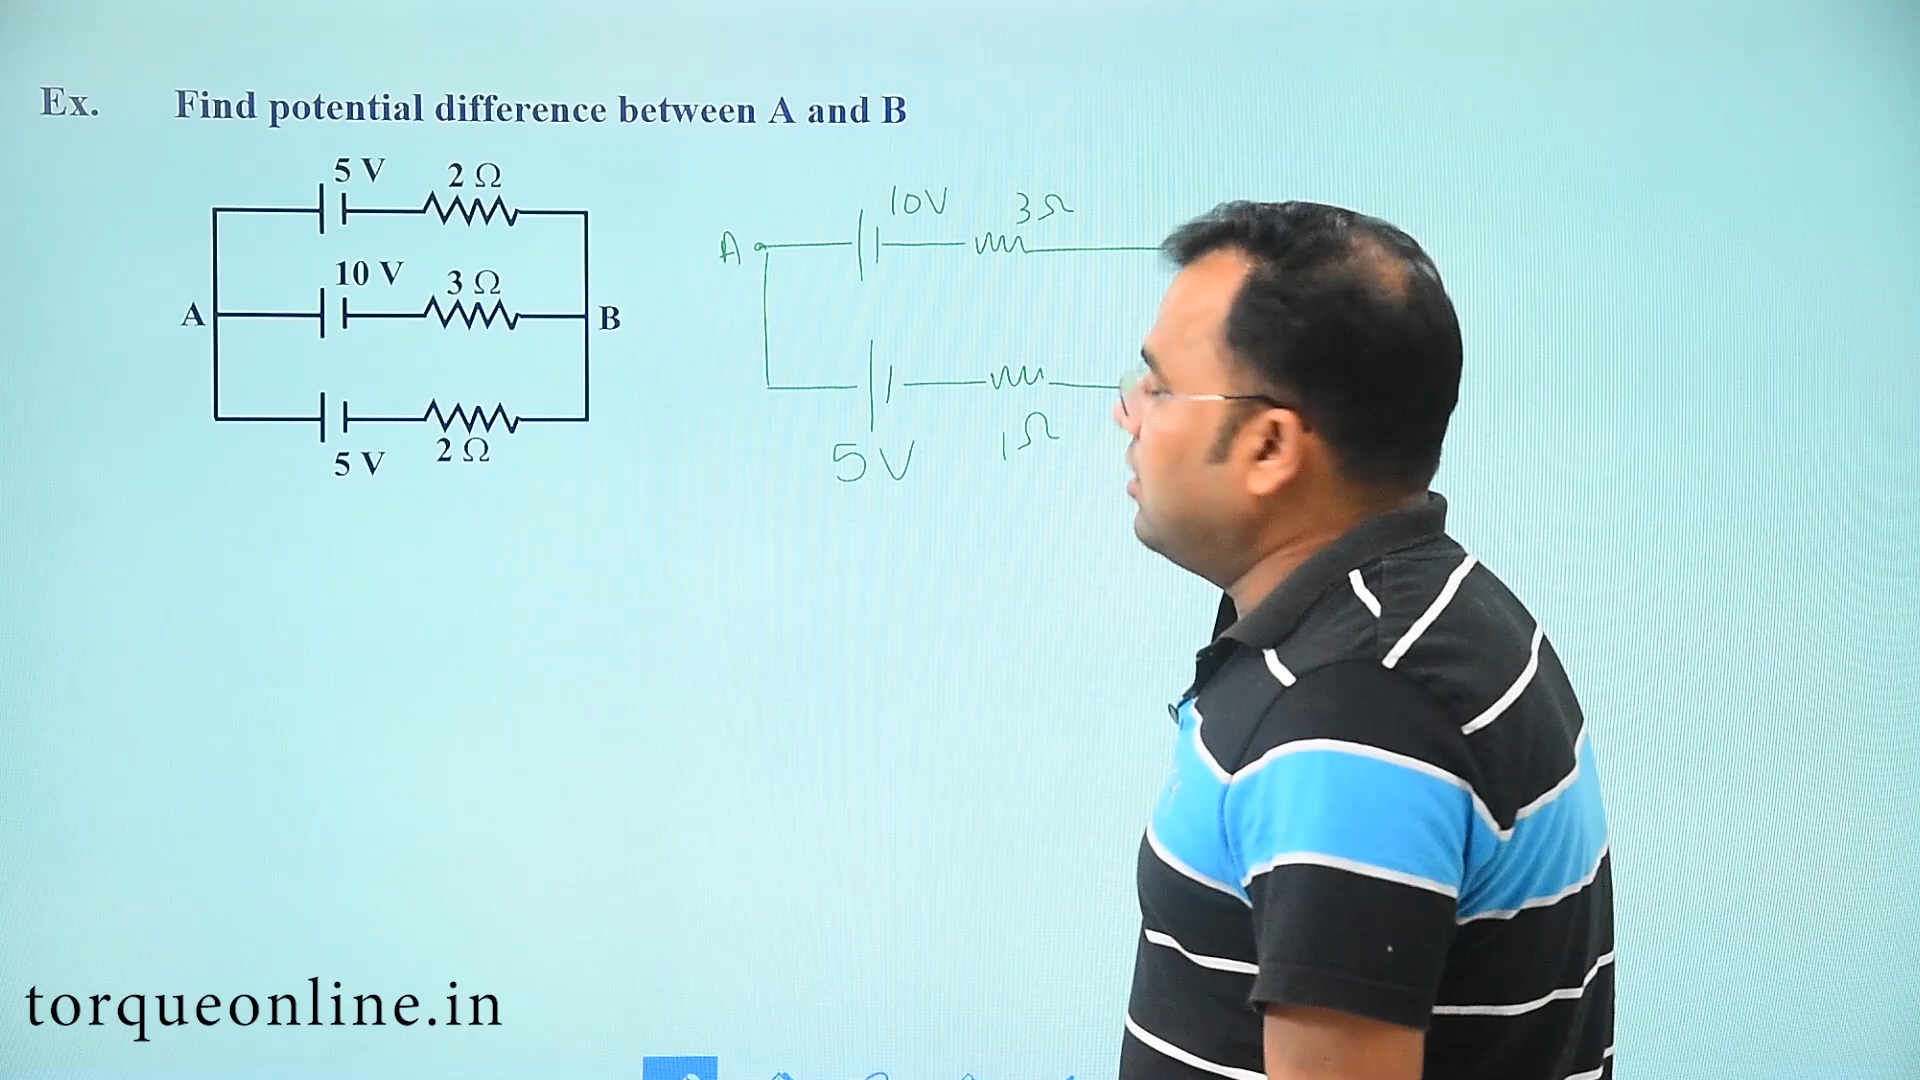 Ex. Find potential difference between A and B
5 V 2 Ω
10 V 3 Ω
A B
5 V 2 Ω
10V 3Ω
A
5V 1Ω
torqueonline.in